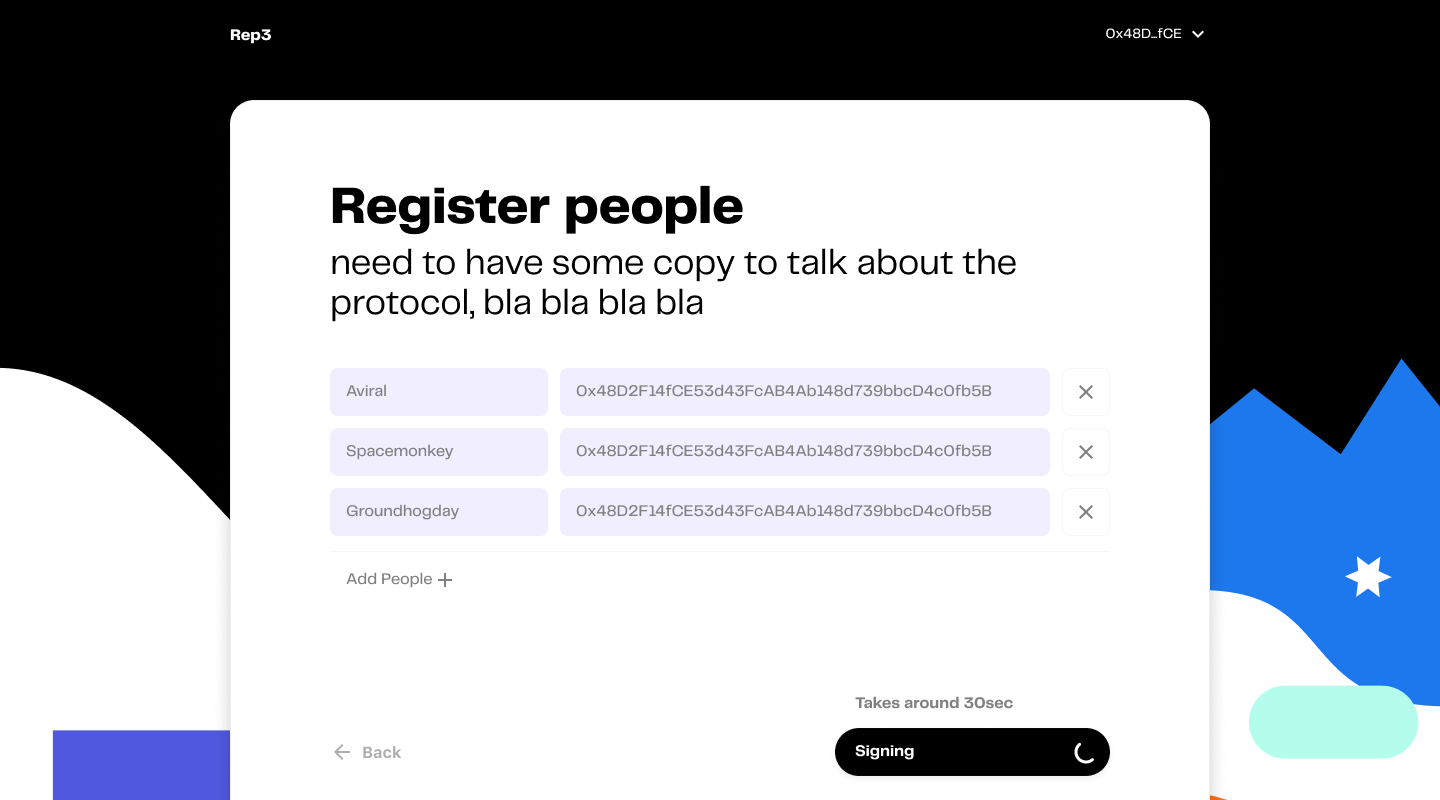 Rep3
0x48D...fCE
Register people
need to have some copy to talk about the
protocol, bla bla bla bla
Aviral
0x48D2F14fCE53d43FcAB4Ab148d739bbcD4c0fb5B
Spacemonkey
0x48D2F14fCE53d43FcAB4Ab148d739bbcD4c0fb5B
Groundhogday
0x48D2F14fCE53d43FcAB4Ab148d739bbcD4c0fb5B
Add People
Takes around 30sec
Back
Signing